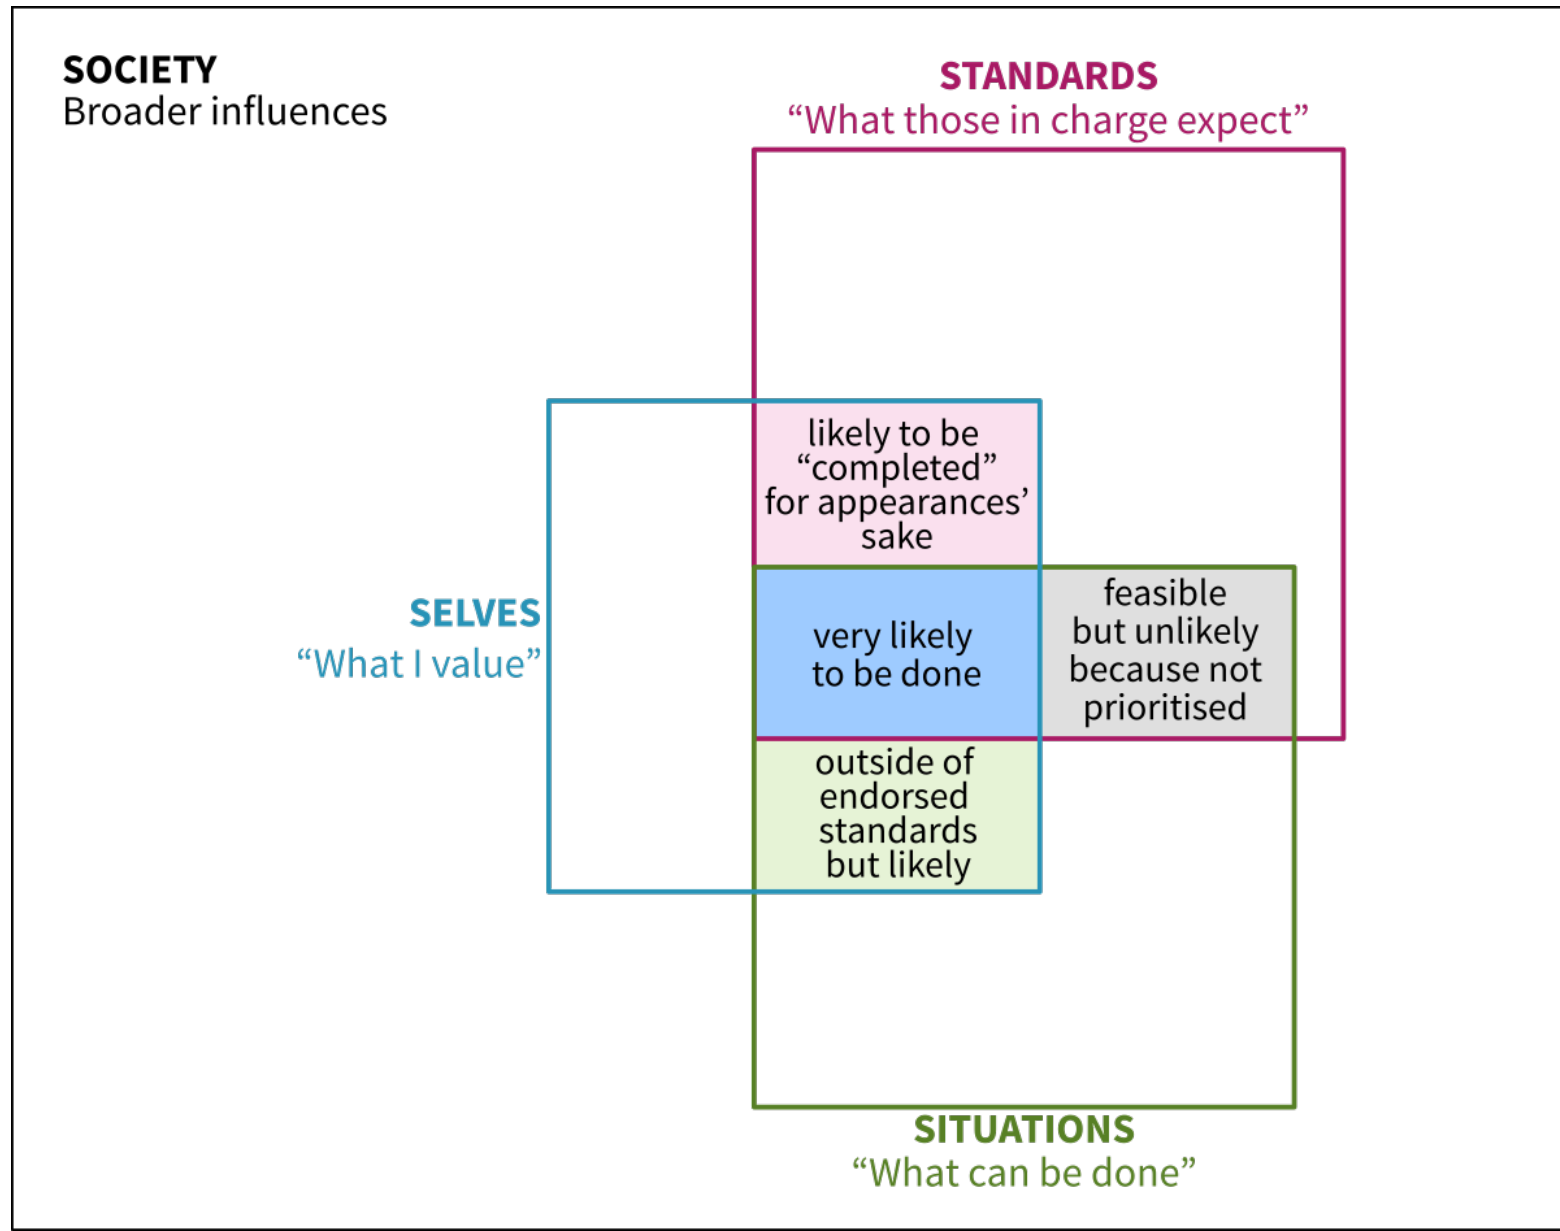 SOCIETY
Broader influences
STANDARDS
“What those in charge expect”
likely to be
“completed”
for appearances’
sake
SELVES
“What I value”
very likely
to be done
feasible
but unlikely
because not
prioritised
outside of
endorsed
standards
but likely
SITUATIONS
“What can be done”